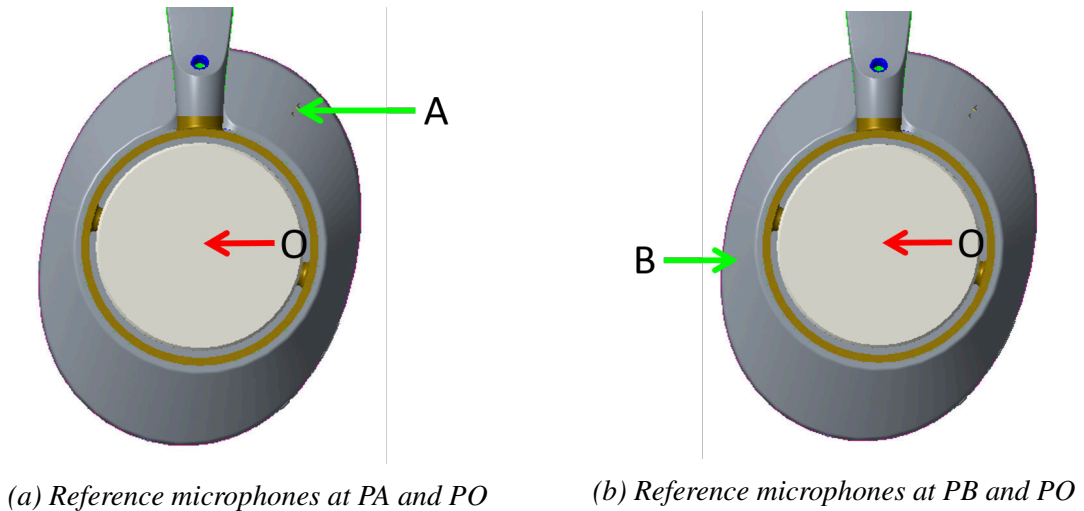 A
O
B
O
(a) Reference microphones at PA and PO
(b) Reference microphones at PB and PO